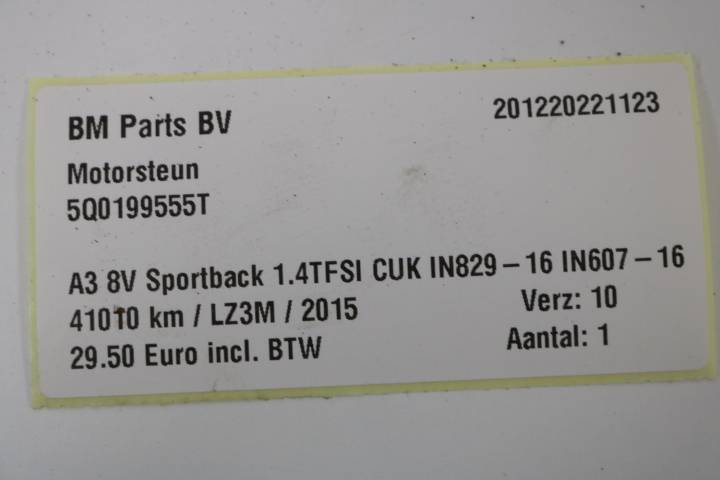 BM Parts BV 201220221123
Motorsteun
5Q0199555T
A3 8V Sportback 1.4TFSI CUK IN829-16 IN607-16
41010 km / LZ3M / 2015 Verz: 10
29.50 Euro incl. BTW Aantal: 1